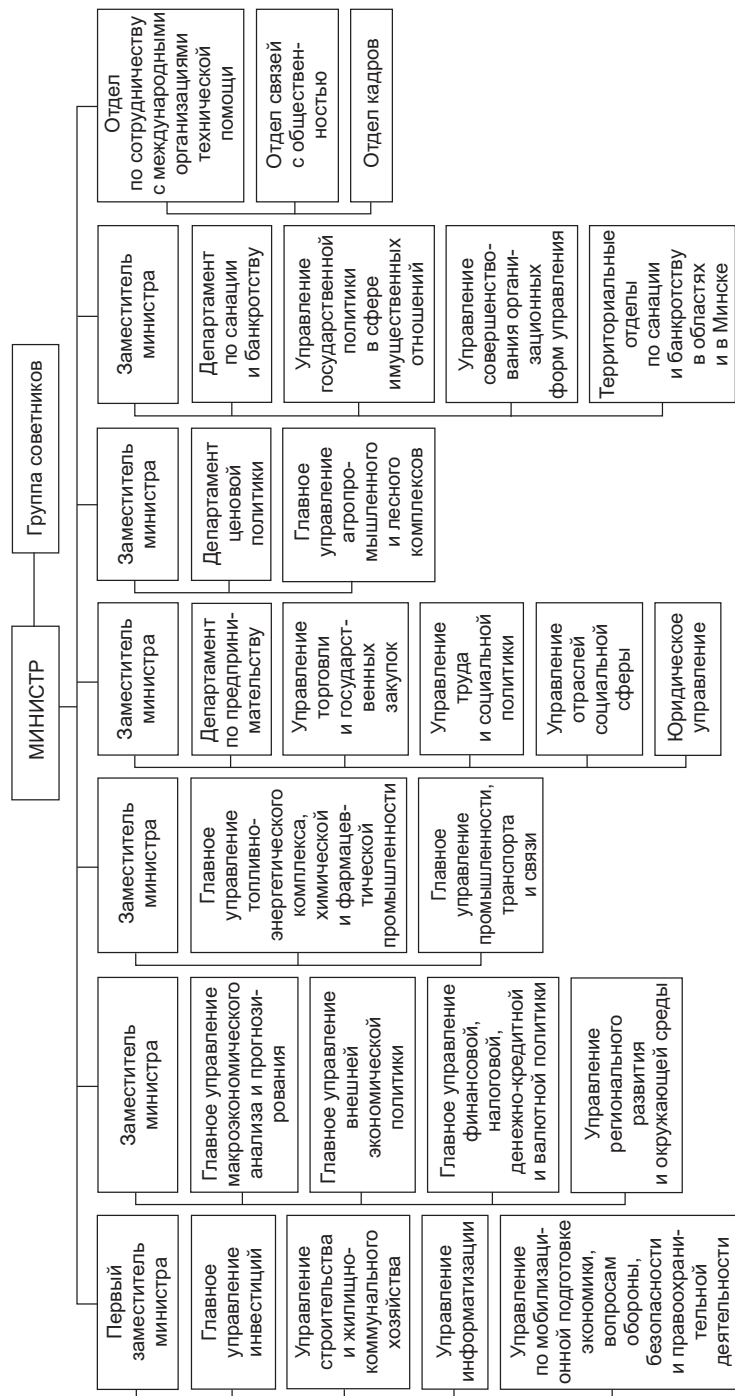 МИНИСТР
Группа советников
Первый
заместитель
министра
Главное
управление
инвестиций
Управление
строительства
и жилищно-
коммунального
хозяйства
Управление
информатизации
Управление
по мобилизаци-
онной подготовке
экономики,
вопросам
обороны,
безопасности
и правоохрани-
тельной
деятельности
Заместитель
министра
Главное управление
макроэкономического
анализа и прогнози-
рования
Главное управление
внешней
экономической
политики
Главное управление
финансовой,
налоговой,
денежно-кредитной
и валютной политики
Управление
регионального
развития
и окружающей среды
Заместитель
министра
Главное
управление
топливно-
энергетического
комплекса,
химической
и фармацев-
тической
промышленности
Главное
управление
промышленности,
транспорта
и связи
Заместитель
министра
Департамент
по предприни-
мательству
Управление
торговли
и государст-
венных
закупок
Управление
труда
и социальной
политики
Управление
отраслей
социальной
сферы
Юридическое
управление
Заместитель
министра
Департамент
ценовой
политики
Главное
управление
агропро-
мышленного
и лесного
комплексов
Заместитель
министра
Департамент
по санации
и банкротству
Управление
государственной
политики
в сфере
имущественных
отношений
Управление
совершенство-
вания органи-
зационных
форм управления
Территориальные
отделы
по санации
и банкротству
в областях
и в Минске
Отдел
по сотрудничеству
с международными
организациями
технической
помощи
Отдел связей
с обществен-
ностью
Отдел кадров